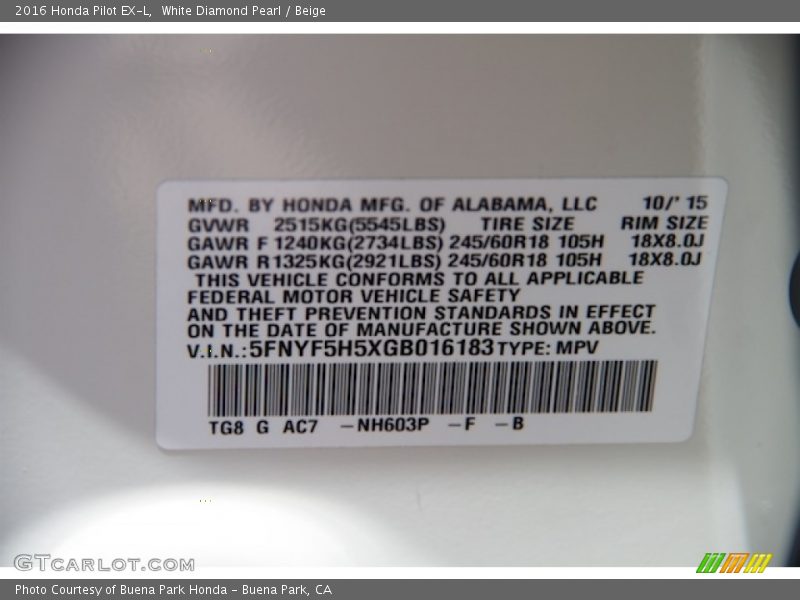 2016 Honda Pilot EX-L,  White Diamond Pearl / Beige
MFD. BY HONDA MFG. OF ALABAMA, LLC 10/' 15
GVWR 2515KG(5545LBS) TIRE SIZE RIM SIZE
GAWR F 1240KG(2734LBS) 245/60R18 105H 18X8.0J
GAWR R 1325KG(2921LBS) 245/60R18 105H 18X8.0J
THIS VEHICLE CONFORMS TO ALL APPLICABLE
FEDERAL MOTOR VEHICLE SAFETY
AND THEFT PREVENTION STANDARDS IN EFFECT
ON THE DATE OF MANUFACTURE SHOWN ABOVE.
V.I.N.:5FNYF5H5XGB016183 TYPE: MPV
TG8 G AC7 -NH603P -F -B
GTCARLOT.COM
Photo Courtesy of Buena Park Honda - Buena Park, CA